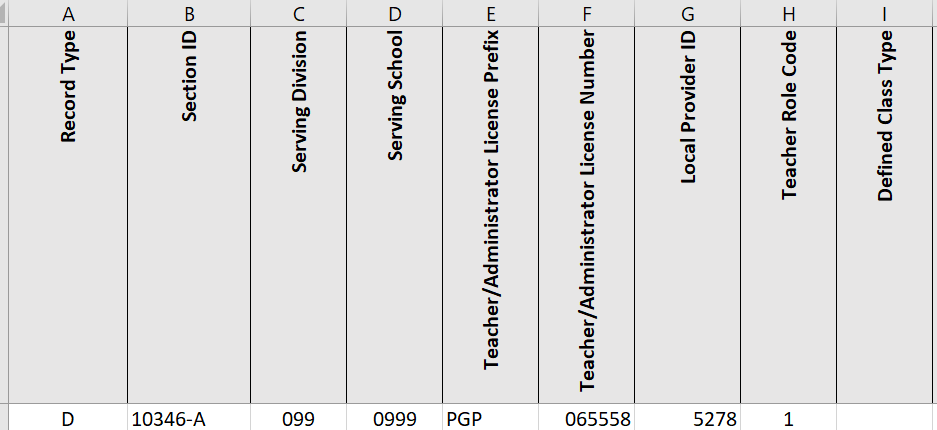 A B C D E F G H I
Record Type
Section ID
Serving Division
Serving School
Teacher/Administrator License Prefix
Teacher/Administrator License Number
Local Provider ID
Teacher Role Code
Defined Class Type
D 10346-A 099 0999 PGP 065558 5278 1